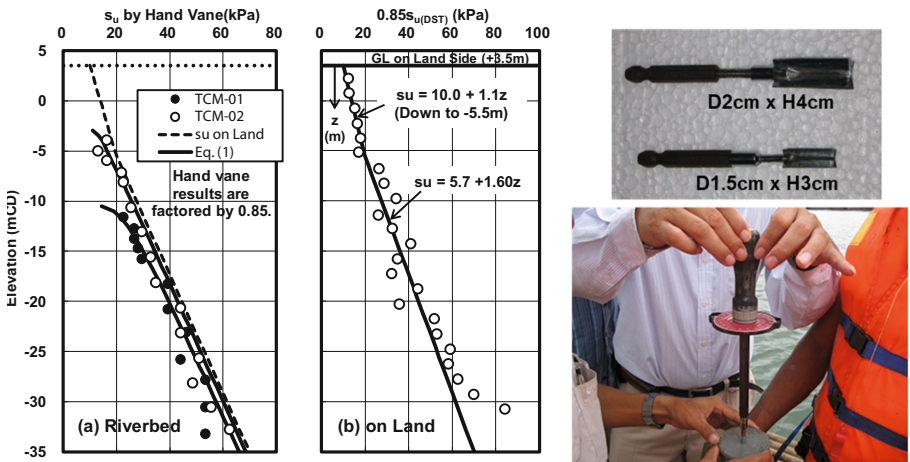 su by Hand Vane(kPa)
0 20 40 60 80
5
0
-5
-10
-15
-20
-25
-30
-35
Elevation (mCD)
TCM-01
TCM-02
su on Land
Eq. (1)
Hand vane
results are
factored by 0.85.
(a) Riverbed
0.85su(DST) (kPa)
0 20 40 60 80 100
GL on Land Side (+3.5m)
z
(m)
su = 10.0 + 1.1z
(Down to -5.5m)
su = 5.7 +1.60z
(b) on Land
D2cm x H4cm
D1.5cm x H3cm